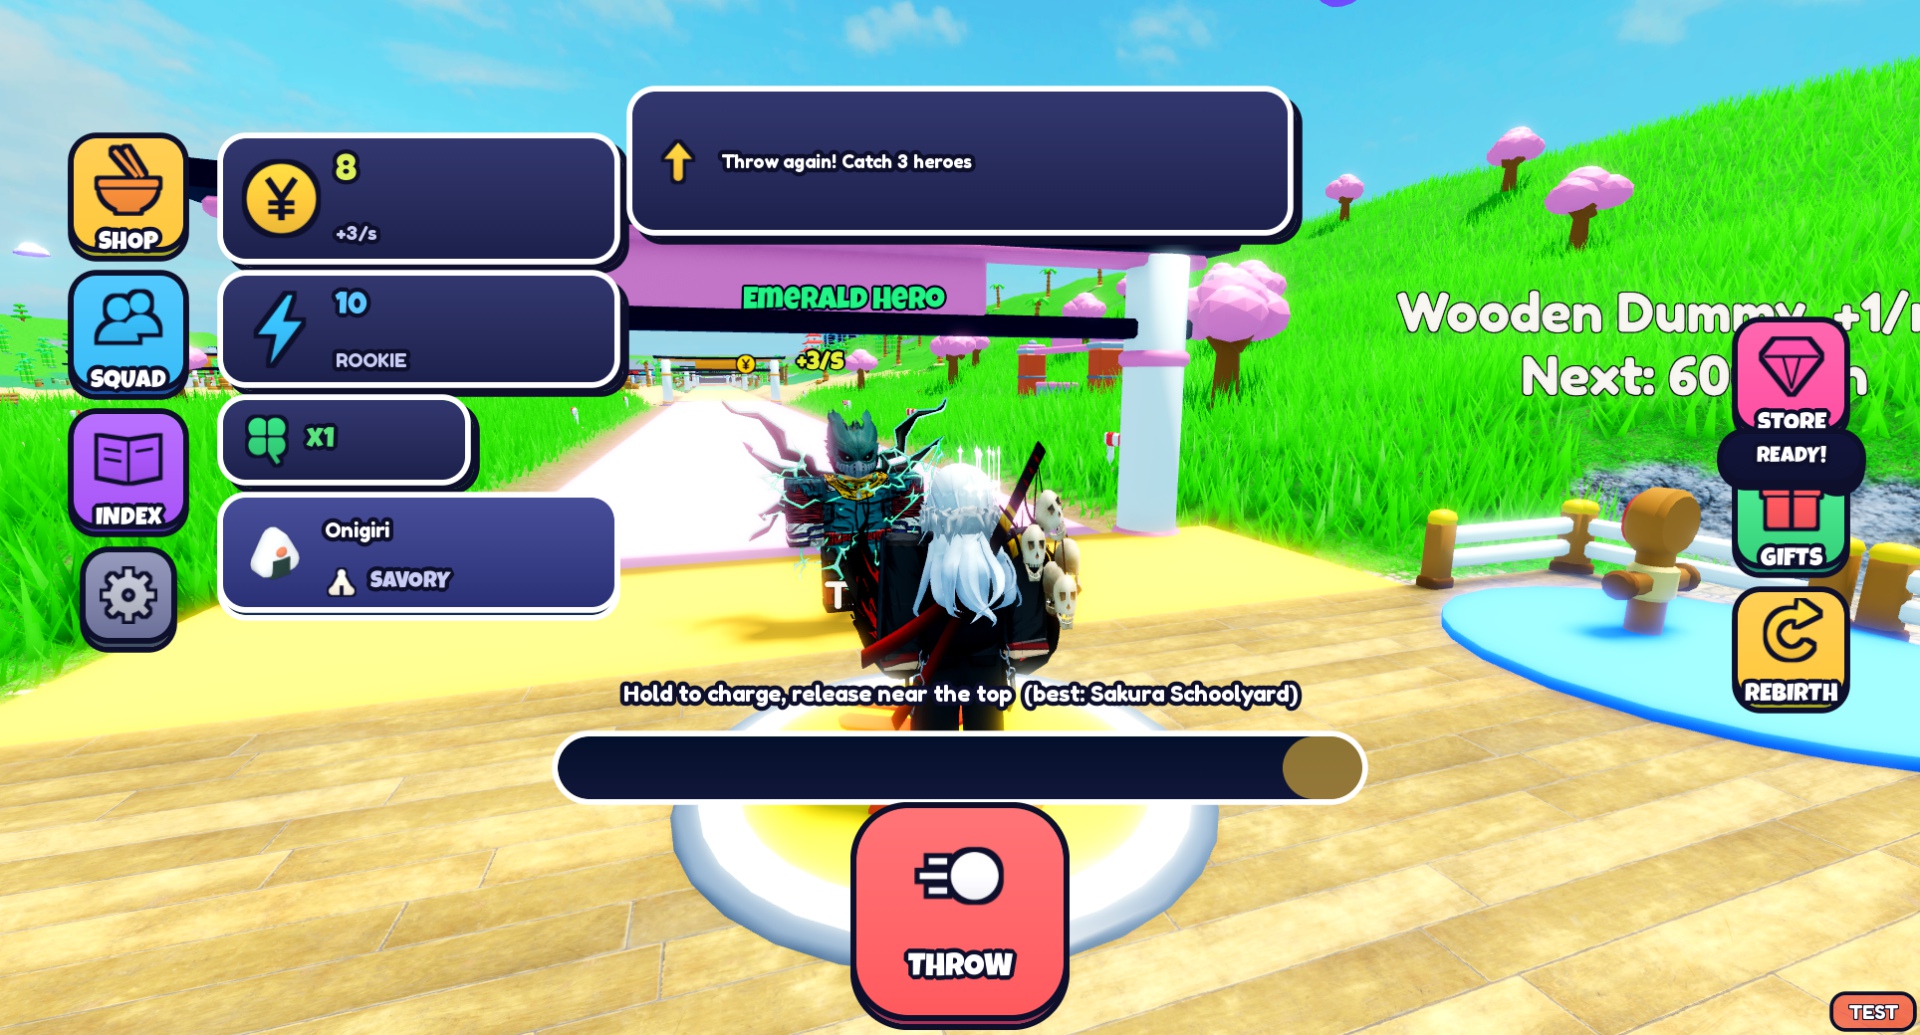 Throw again! Catch 3 heroes
SHOP
¥
8
+3/s
SQUAD
10
ROOKIE
INDEX
X1
Onigiri
SAVORY
EMERALD HERO
¥
+3/S
T
Wooden Dummy +1/
Next: 60
STORE
READY!
GIFTS
REBIRTH
Hold to charge, release near the top (best: Sakura Schoolyard)
THROW
TEST